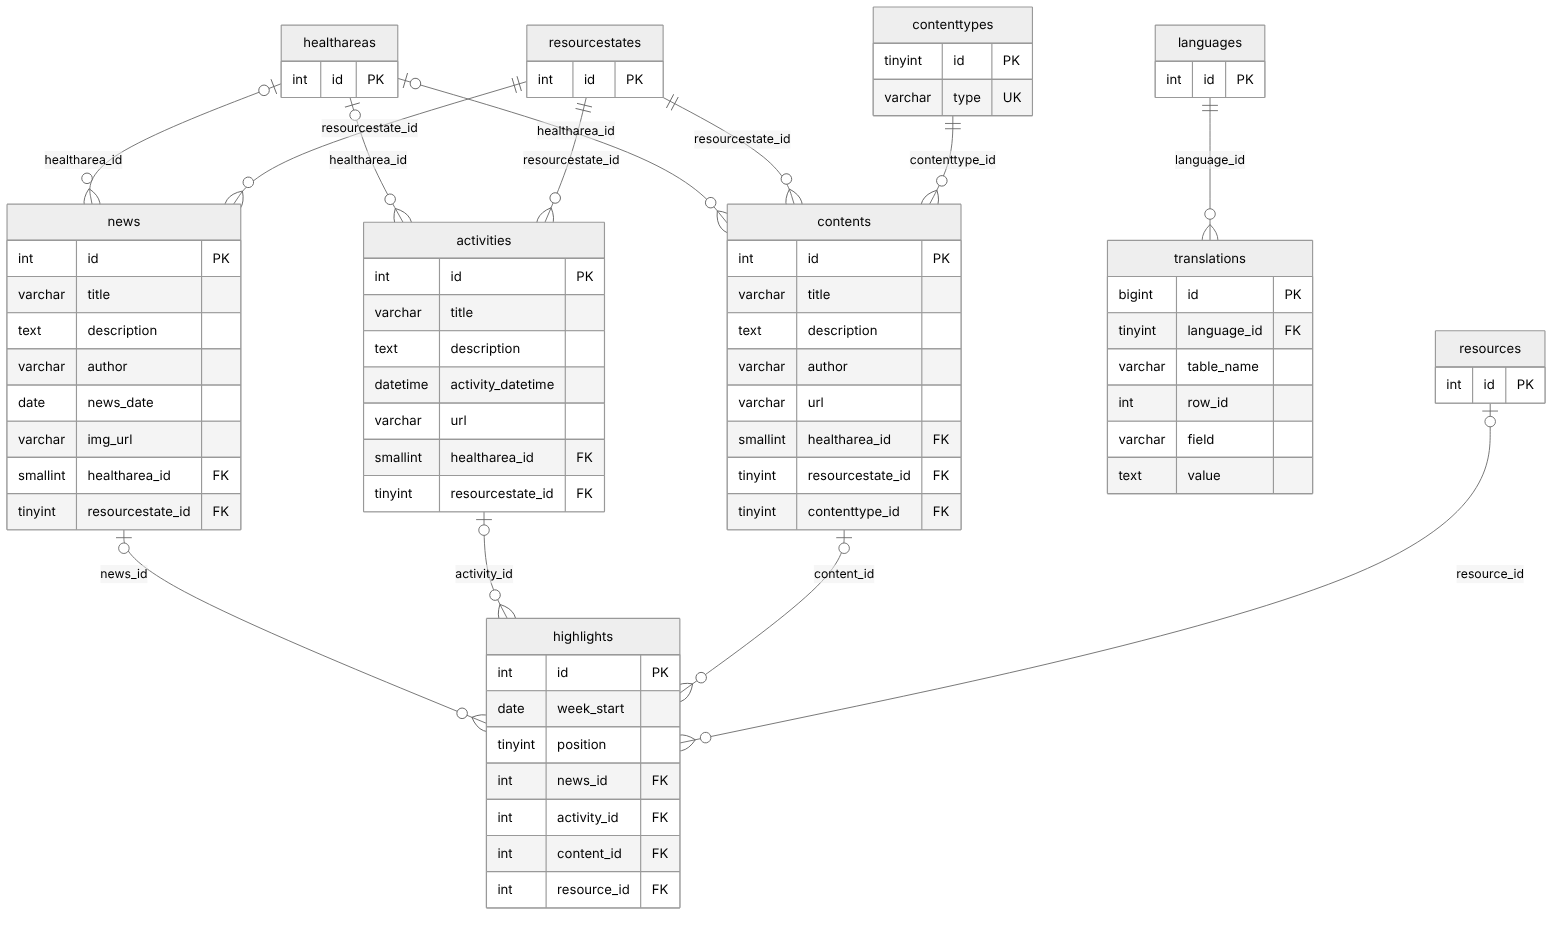 healthareas
int id PK
resourcestates
int id PK
contenttypes
tinyint id PK
varchar type UK
languages
int id PK
healtharea_id
resourcestate_id
healtharea_id
healtharea_id
resourcestate_id
resourcestate_id
contenttype_id
language_id
news
int id PK
varchar title
text description
varchar author
date news_date
varchar img_url
smallint healtharea_id FK
tinyint resourcestate_id FK
activities
int id PK
varchar title
text description
datetime activity_datetime
varchar url
smallint healtharea_id FK
tinyint resourcestate_id FK
contents
int id PK
varchar title
text description
varchar author
varchar url
smallint healtharea_id FK
tinyint resourcestate_id FK
tinyint contenttype_id FK
translations
bigint id PK
tinyint language_id FK
varchar table_name
int row_id
varchar field
text value
resources
int id PK
news_id
activity_id
content_id
resource_id
highlights
int id PK
date week_start
tinyint position
int news_id FK
int activity_id FK
int content_id FK
int resource_id FK